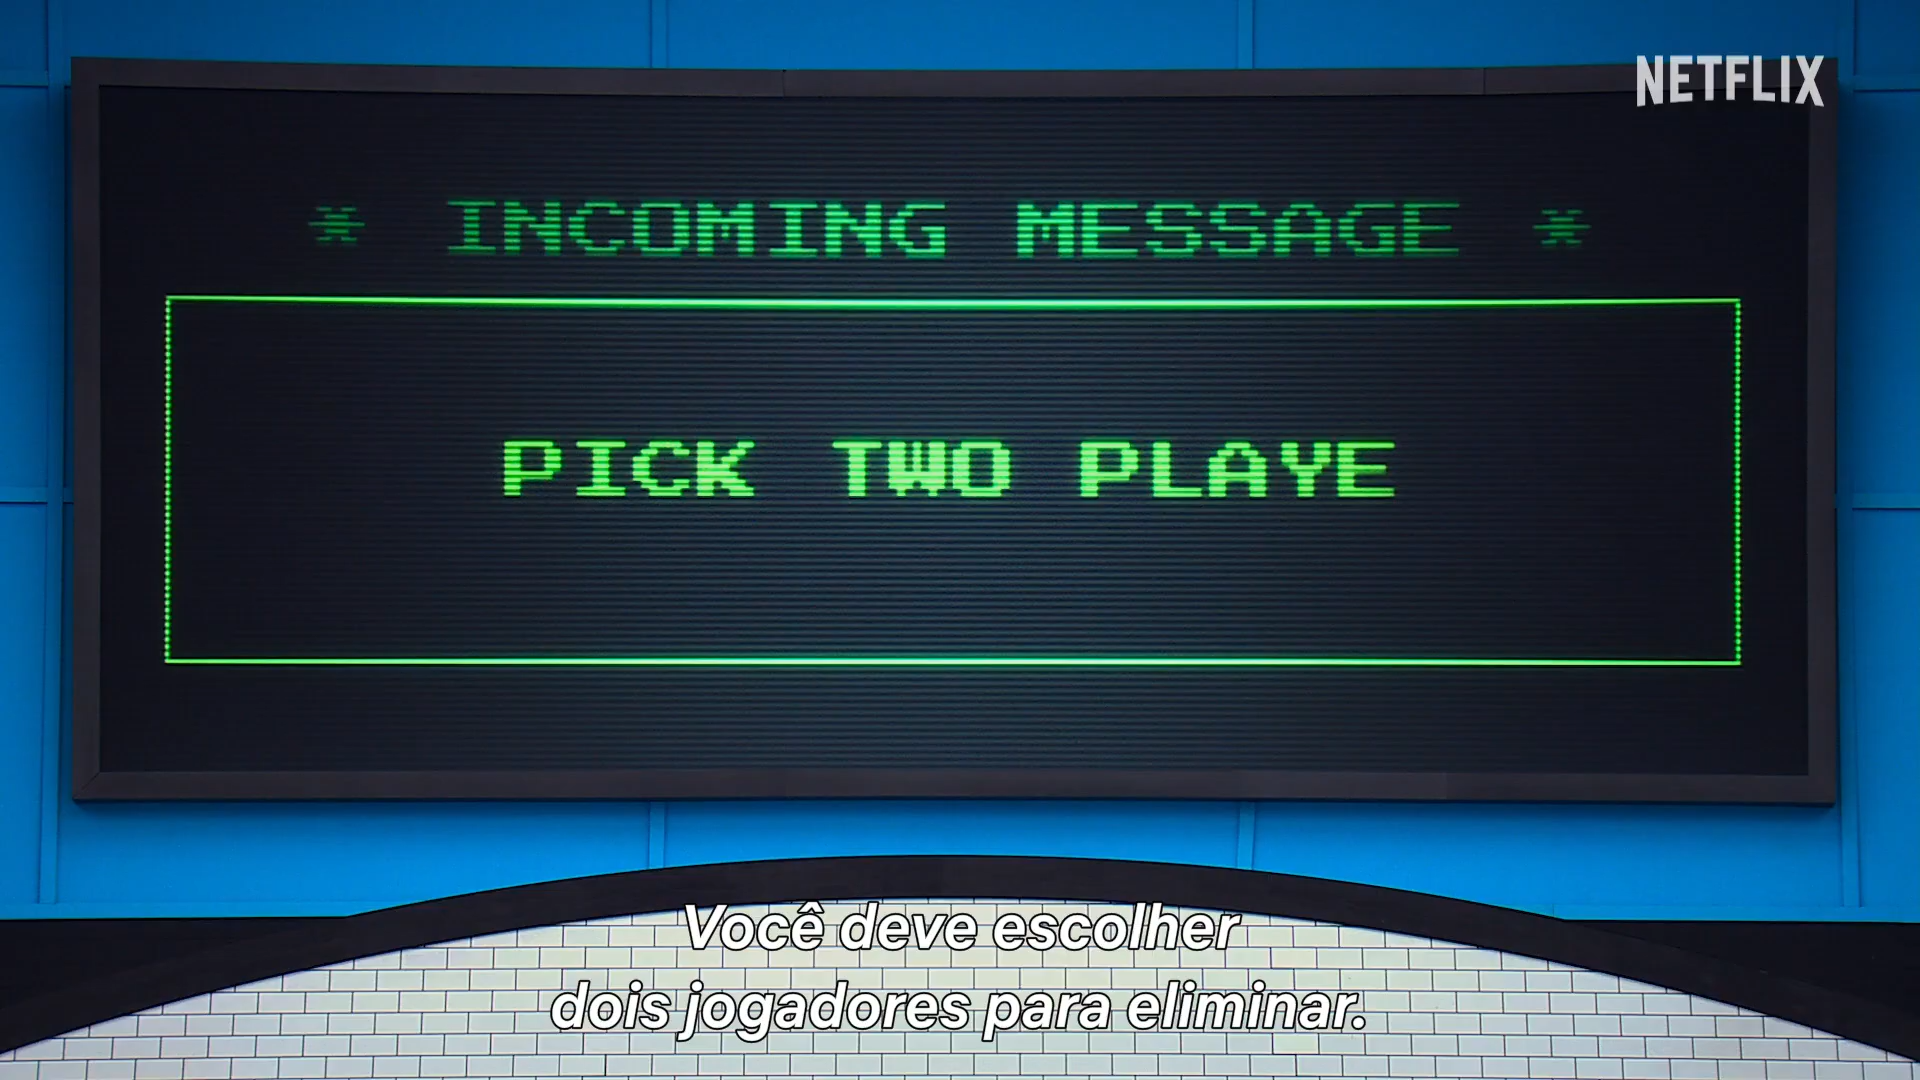 NETFLIX
* INCOMING MESSAGE *
PICK TWO PLAYE
Você deve escolher
dois jogadores para eliminar.